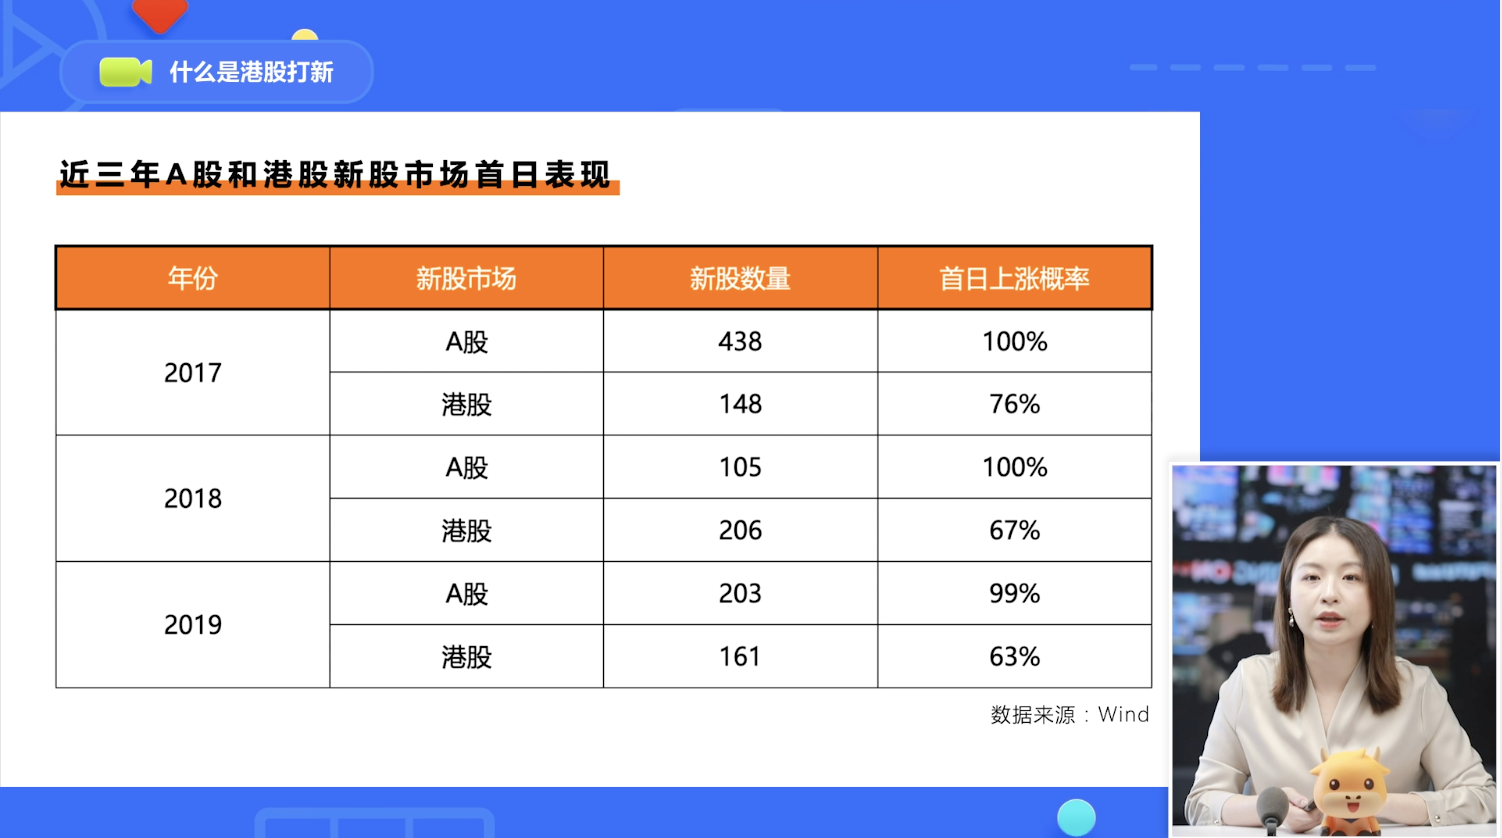 什么是港股打新
近三年A股和港股新股市场首日表现
年份 新股市场 新股数量 首日上涨概率
2017 A股 438 100%
港股 148 76%
2018 A股 105 100%
港股 206 67%
2019 A股 203 99%
港股 161 63%
数据来源：Wind